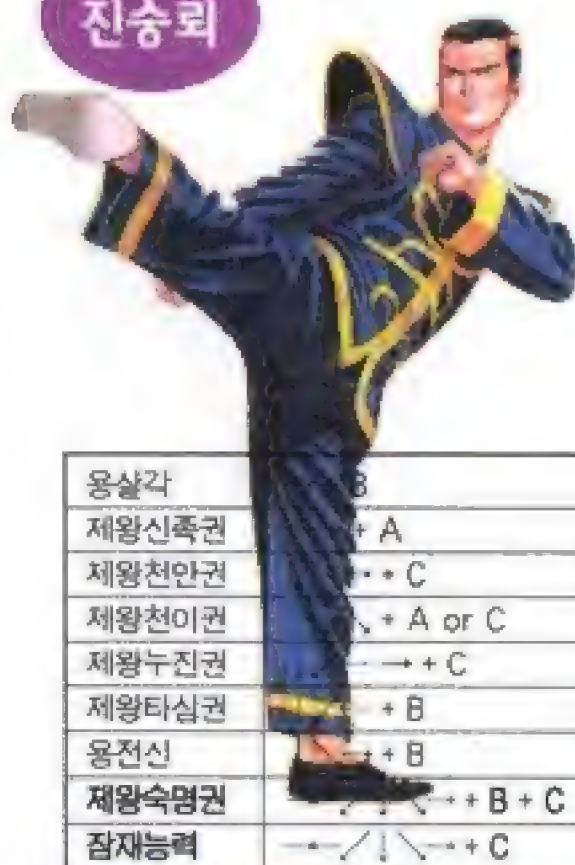 진숭뢰
용살각 B
제왕신족권 + A
제왕천안권 + C
제왕천이권 ↘ + A or C
제왕누진권 → + C
제왕타심권 + B
용전신 + B
제왕숙명권 ↙ ↓ ↘ → + B + C
잠재능력 → ← ↙ ↓ ↘ → + C